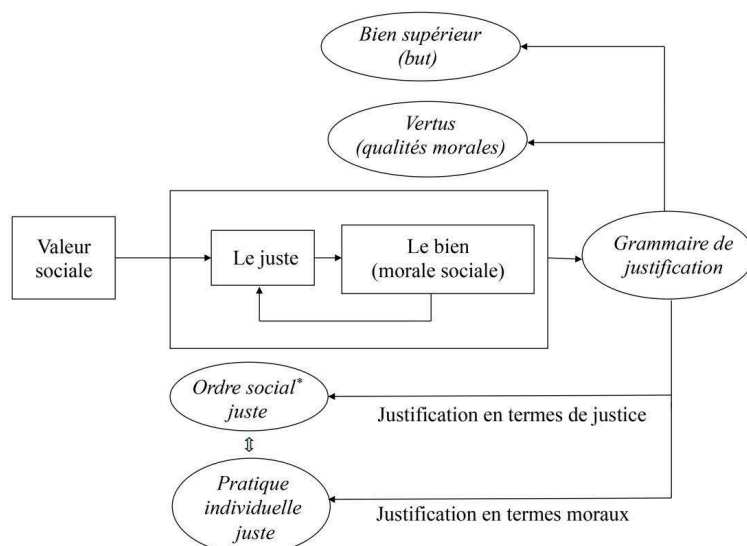 Bien supérieur
(but)
Vertus
(qualités morales)
Valeur
sociale
Le juste
Le bien
(morale sociale)
Grammaire de
justification
Ordre social*
juste
Justification en termes de justice
Pratique
individuelle
juste
Justification en termes moraux